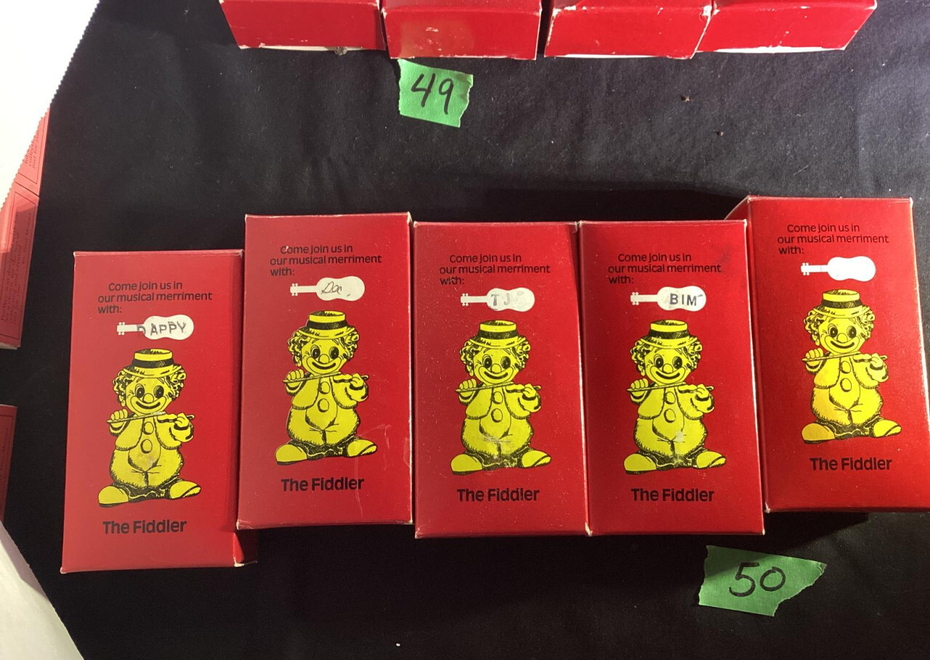 49
Come join us in
our musical merriment
with:
APPY
The Fiddler
Come join us in
our musical merriment
with:
Doc.
The Fiddler
Come join us in
our musical merriment
with:
TJ
The Fiddler
Come join us in
our musical merriment
with:
BIM
The Fiddler
Come join us in
our musical merriment
with:
The Fiddler
50